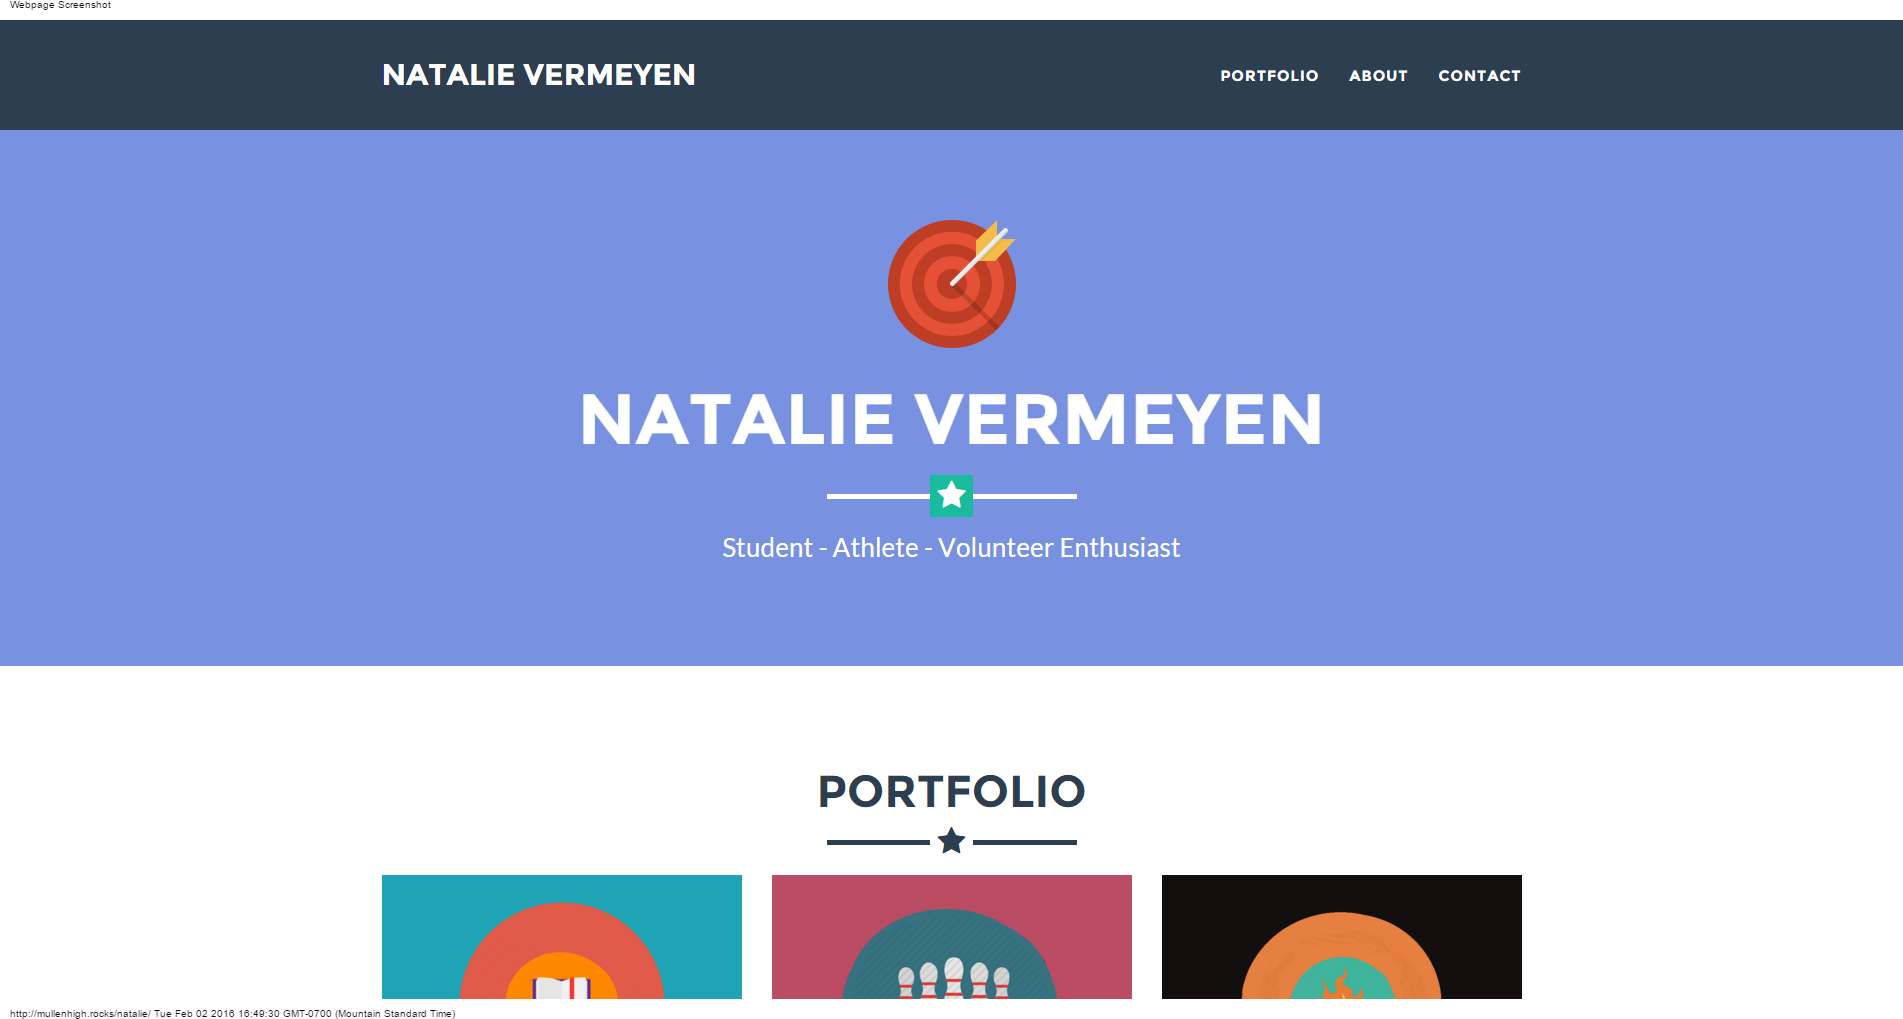 Webpage Screenshot
NATALIE VERMEYEN
PORTFOLIO ABOUT CONTACT
NATALIE VERMEYEN
Student - Athlete - Volunteer Enthusiast
PORTFOLIO
http://mullenhigh.rocks/natalie/ Tue Feb 02 2016 16:49:30 GMT-0700 (Mountain Standard Time)